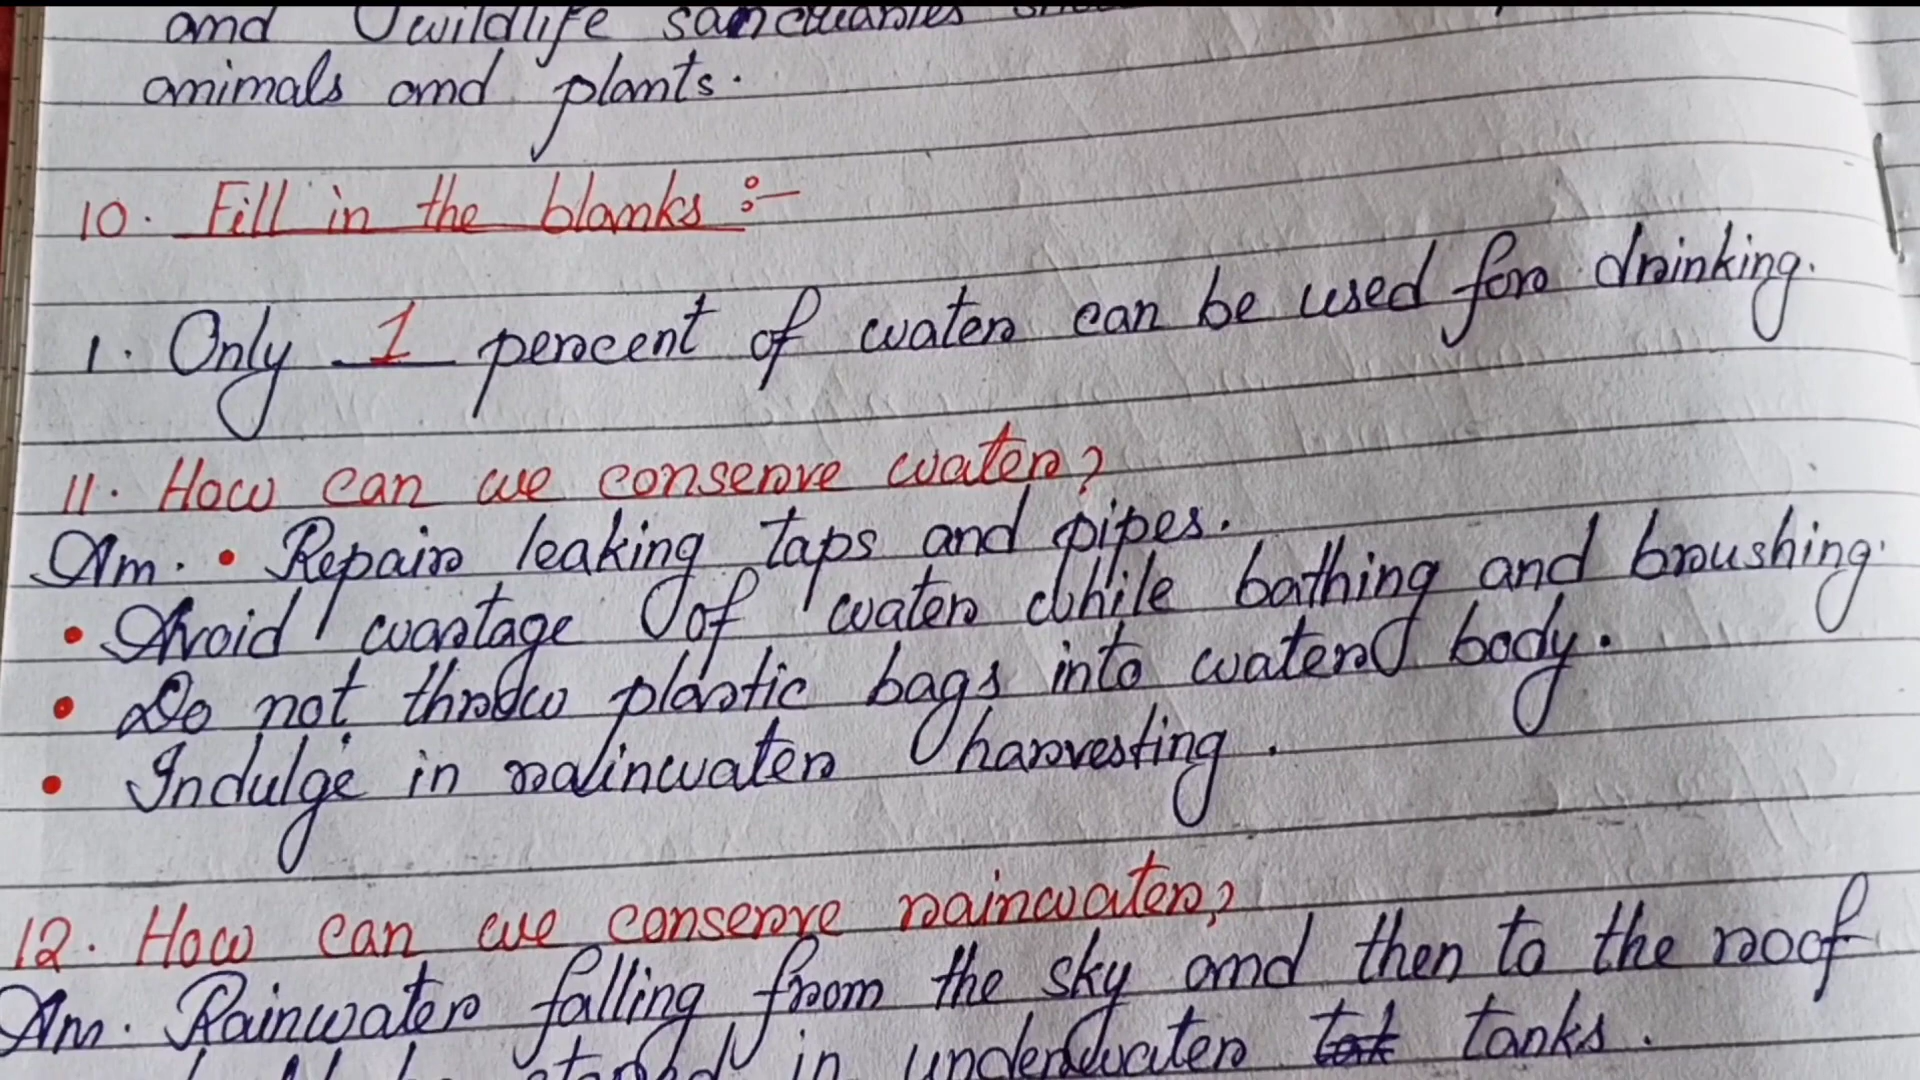 and wildlife sanctuaries
animals and plants.
10. Fill in the blanks :-
1. Only 1 percent of water can be used for drinking.
11. How can we conserve water?
Ans. • Repair leaking taps and pipes.
• Avoid wastage of water while bathing and brushing.
• Do not throw plastic bags into water body.
• Indulge in rainwater harvesting.
12. How can we conserve rainwater?
Ans. Rainwater falling from the sky and then to the roof
in underwater tanks.